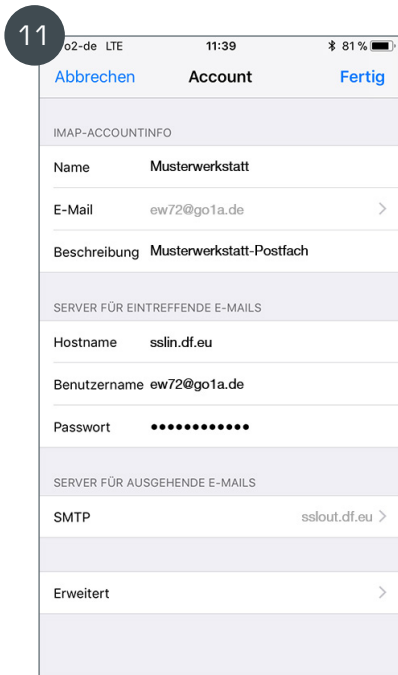 11
o2-de LTE 11:39 81 %
Abbrechen Account Fertig
IMAP-ACCOUNTINFO
Name Musterwerkstatt
E-Mail ew72@go1a.de
Beschreibung Musterwerkstatt-Postfach
SERVER FÜR EINTREFFENDE E-MAILS
Hostname sslin.df.eu
Benutzername ew72@go1a.de
Passwort ●●●●●●●●●●●●
SERVER FÜR AUSGEHENDE E-MAILS
SMTP sslout.df.eu
Erweitert